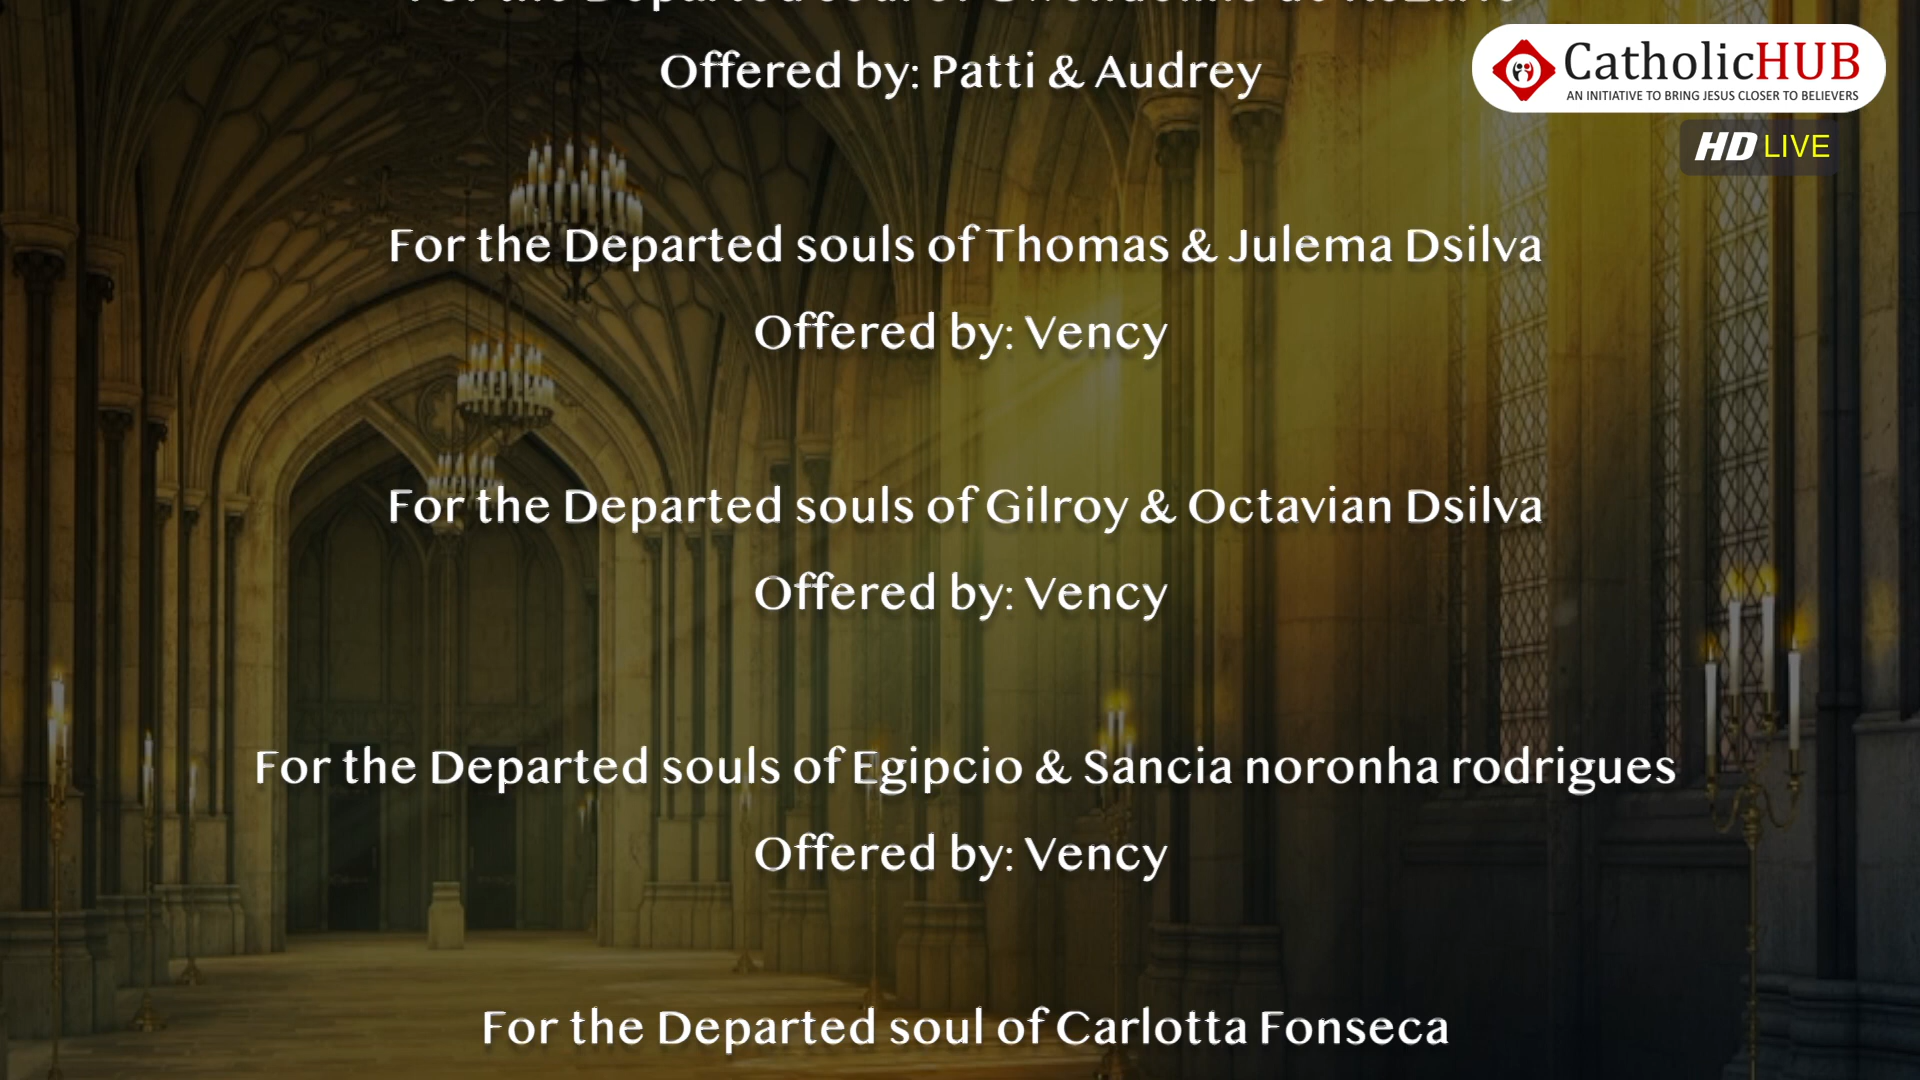 Offered by: Patti & Audrey
CatholicHUB
AN INITIATIVE TO BRING JESUS CLOSER TO BELIEVERS
HD LIVE
For the Departed souls of Thomas & Julema Dsilva
Offered by: Vency
For the Departed souls of Gilroy & Octavian Dsilva
Offered by: Vency
For the Departed souls of Egipcio & Sancia noronha rodrigues
Offered by: Vency
For the Departed soul of Carlotta Fonseca